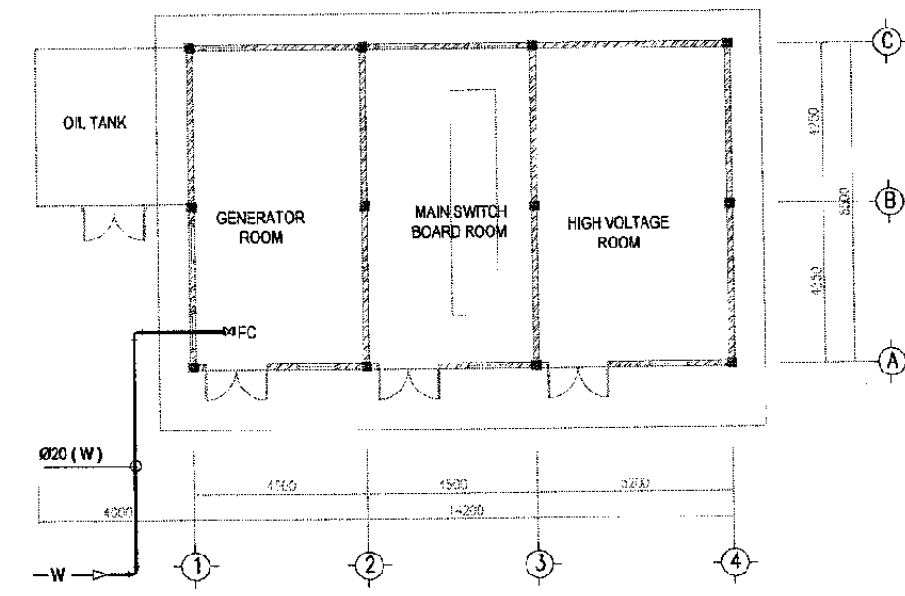 C
OIL TANK
4250
8500
B
GENERATOR
ROOM
MAIN SWITCH
BOARD ROOM
HIGH VOLTAGE
ROOM
4250
FC
A
Ø20 ( W )
4500
4500
5200
4000
14200
W
1
2
3
4